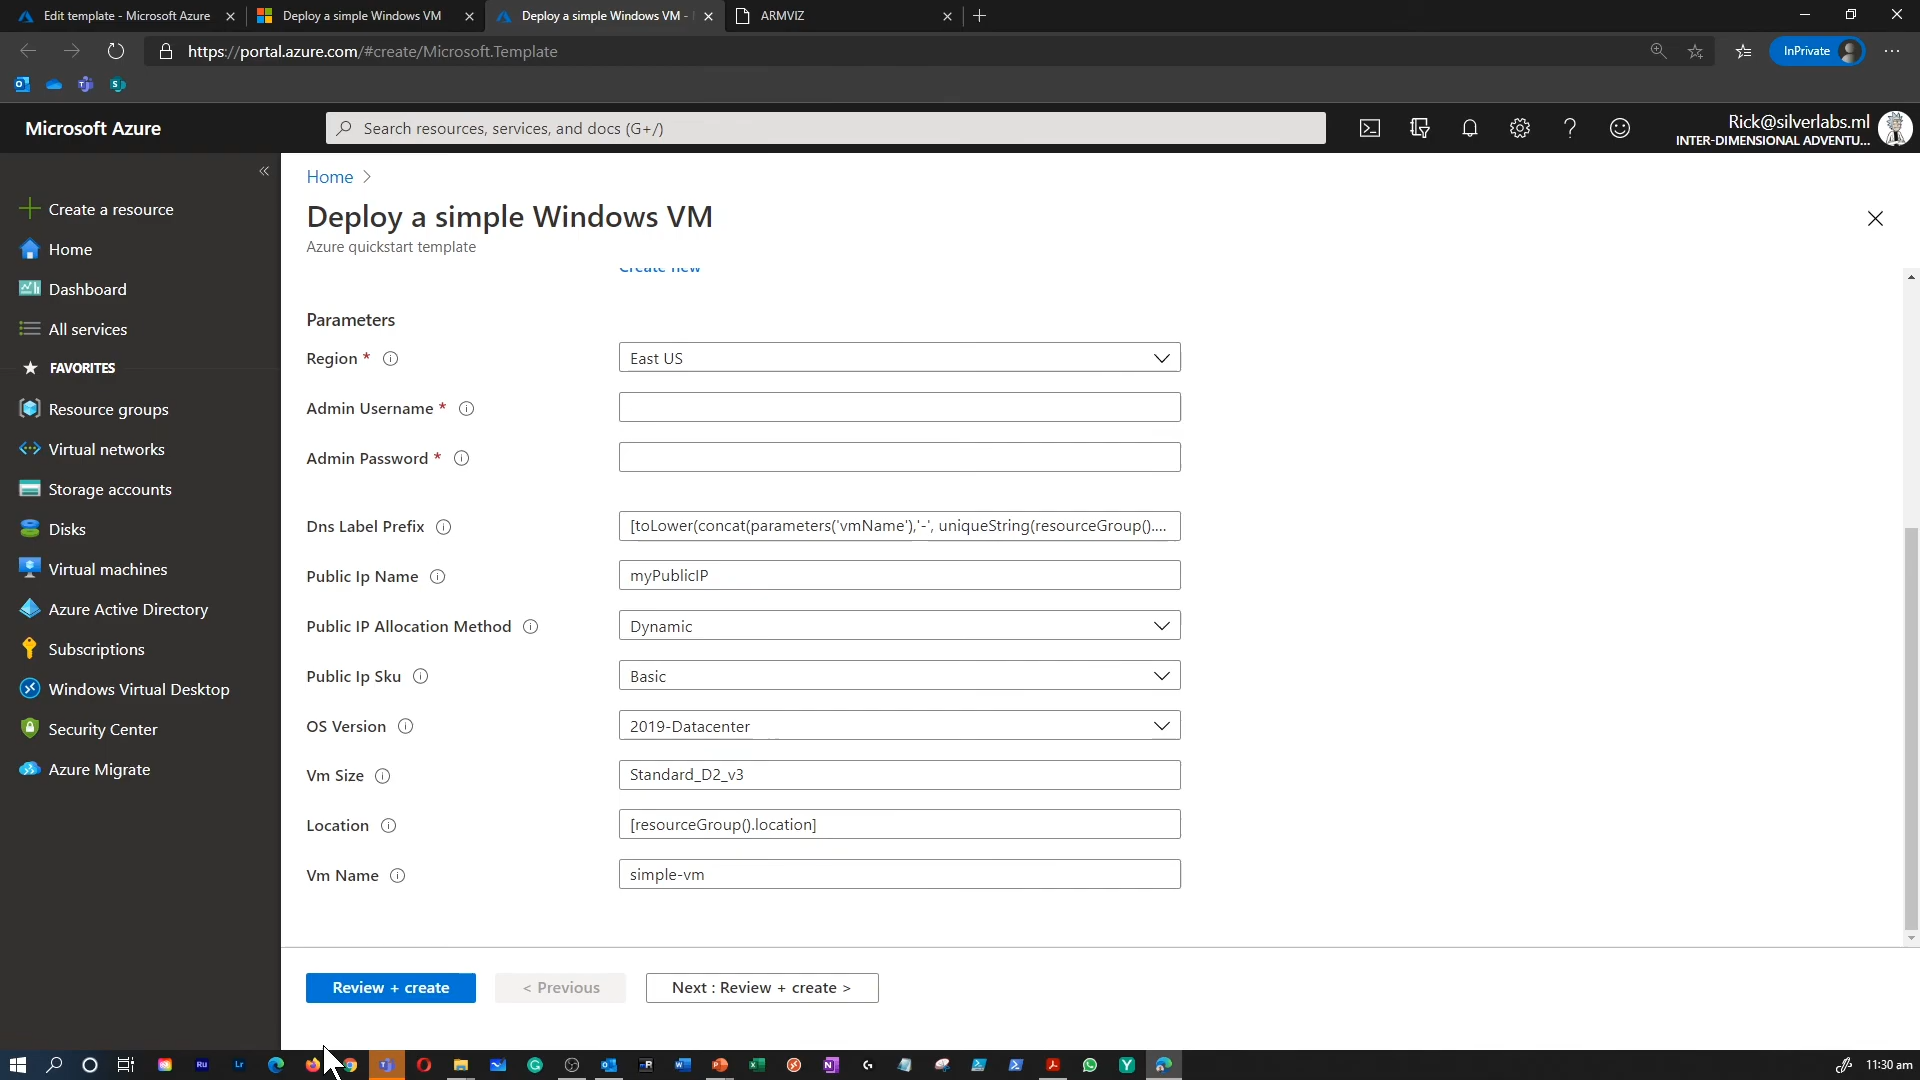 Edit template - Microsoft Azure
Deploy a simple Windows VM
Deploy a simple Windows VM -
ARMVIZ
https://portal.azure.com/#create/Microsoft.Template
InPrivate
Microsoft Azure
Search resources, services, and docs (G+/)
Rick@silverlabs.ml
INTER-DIMENSIONAL ADVENTU...
Create a resource
Home
Dashboard
All services
FAVORITES
Resource groups
Virtual networks
Storage accounts
Disks
Virtual machines
Azure Active Directory
Subscriptions
Windows Virtual Desktop
Security Center
Azure Migrate
Home >
Deploy a simple Windows VM
Azure quickstart template
Create new
Parameters
Region * East US
Admin Username *
Admin Password *
Dns Label Prefix [toLower(concat(parameters('vmName'),'-', uniqueString(resourceGroup()....
Public Ip Name myPublicIP
Public IP Allocation Method Dynamic
Public Ip Sku Basic
OS Version 2019-Datacenter
Vm Size Standard_D2_v3
Location [resourceGroup().location]
Vm Name simple-vm
Review + create
< Previous
Next : Review + create >
11:30 am